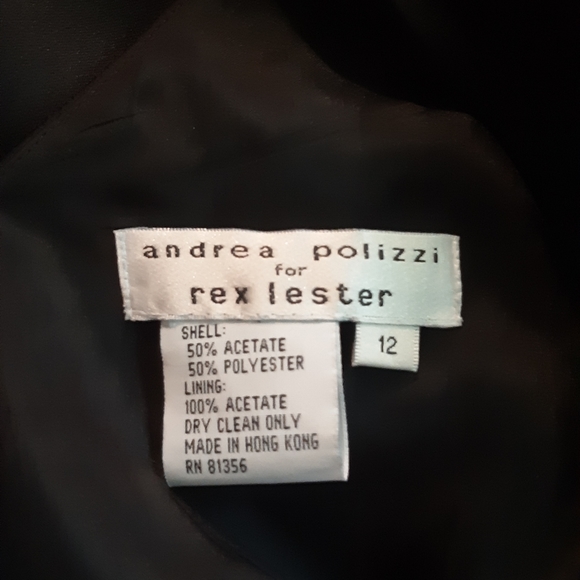 andrea polizzi
for
rex lester
12
SHELL:
50% ACETATE
50% POLYESTER
LINING:
100% ACETATE
DRY CLEAN ONLY
MADE IN HONG KONG
RN 81356